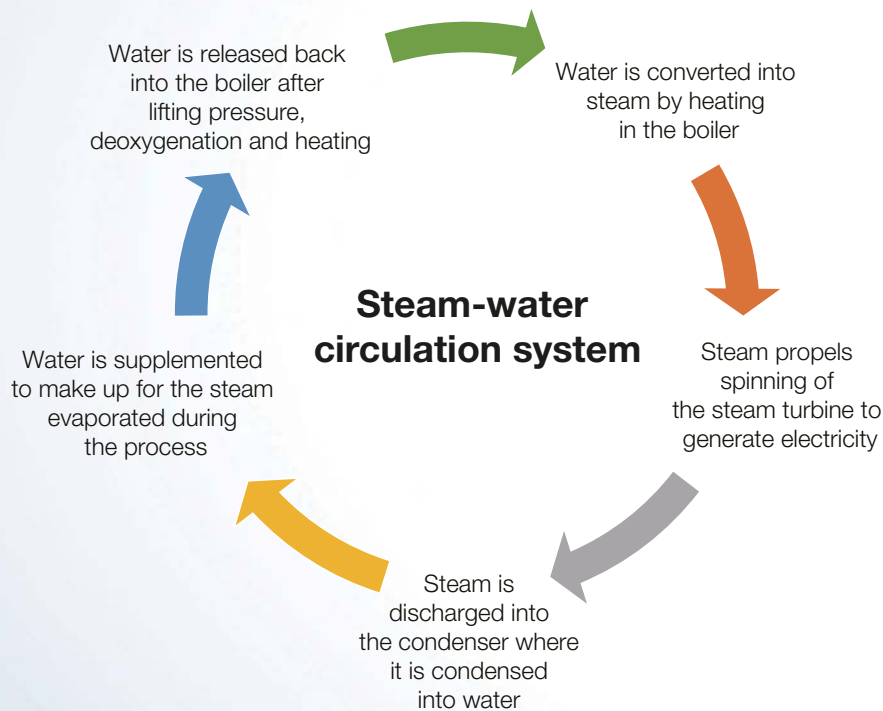 Water is released back
into the boiler after
lifting pressure,
deoxygenation and heating
Water is converted into
steam by heating
in the boiler
Steam-water
circulation system
Steam propels
spinning of
the steam turbine to
generate electricity
Water is supplemented
to make up for the steam
evaporated during
the process
Steam is
discharged into
the condenser where
it is condensed
into water